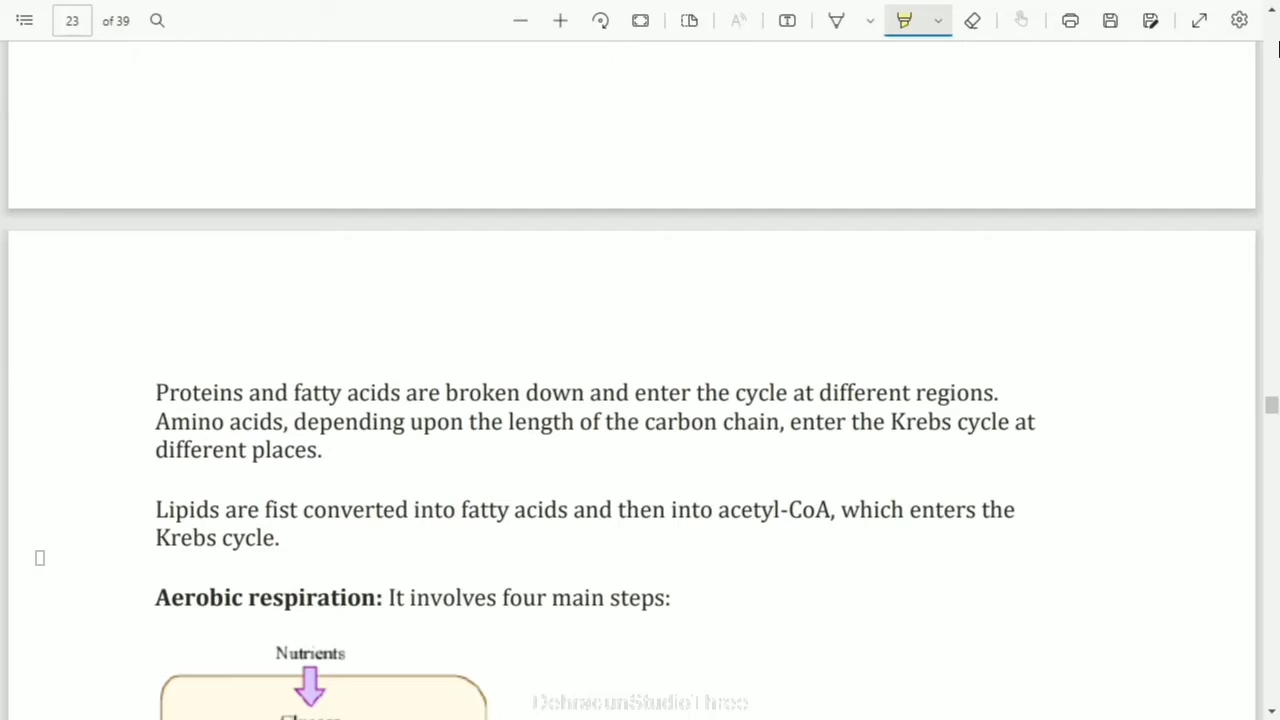 23 of 39
Proteins and fatty acids are broken down and enter the cycle at different regions.
Amino acids, depending upon the length of the carbon chain, enter the Krebs cycle at
different places.
Lipids are fist converted into fatty acids and then into acetyl-CoA, which enters the
Krebs cycle.
Aerobic respiration: It involves four main steps:
Nutrients